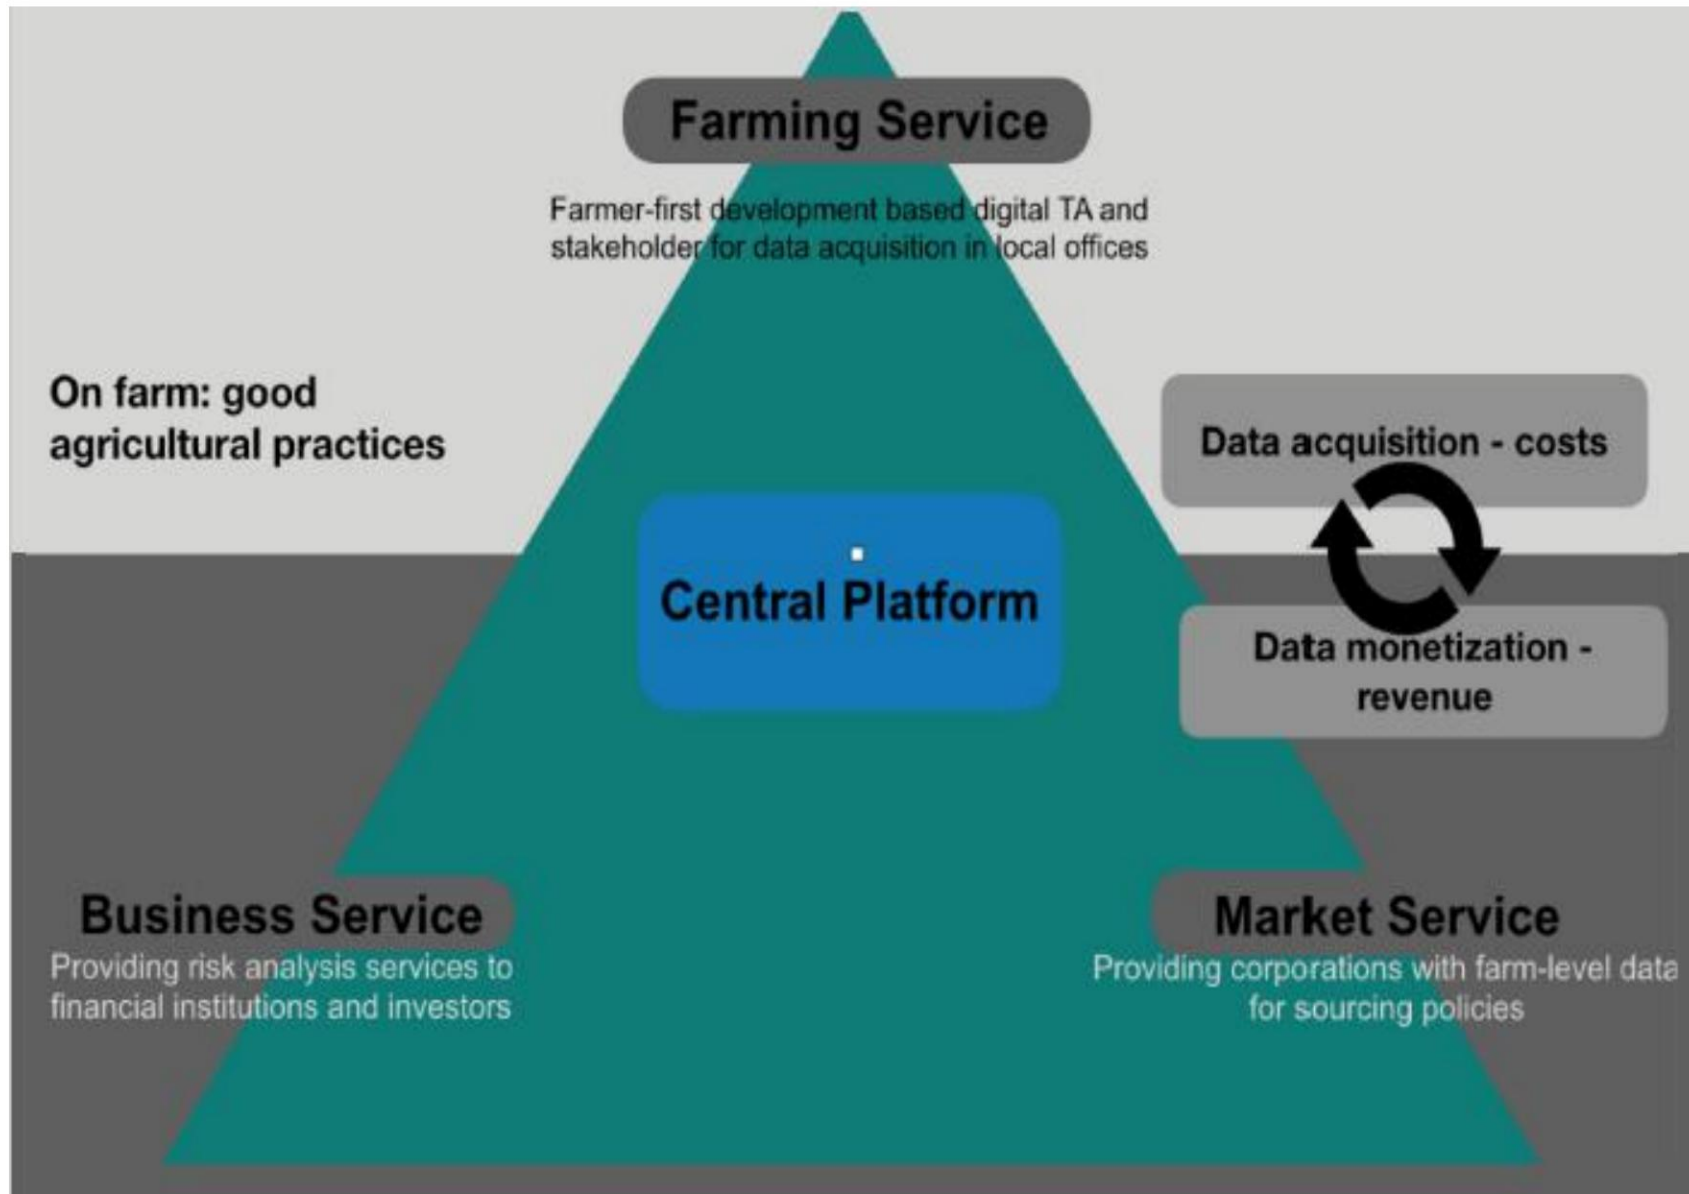 Farming Service
Farmer-first development based digital TA and
stakeholder for data acquisition in local offices
On farm: good
agricultural practices
Data acquisition - costs
Central Platform
Data monetization -
revenue
Business Service
Providing risk analysis services to
financial institutions and investors
Market Service
Providing corporations with farm-level data
for sourcing policies